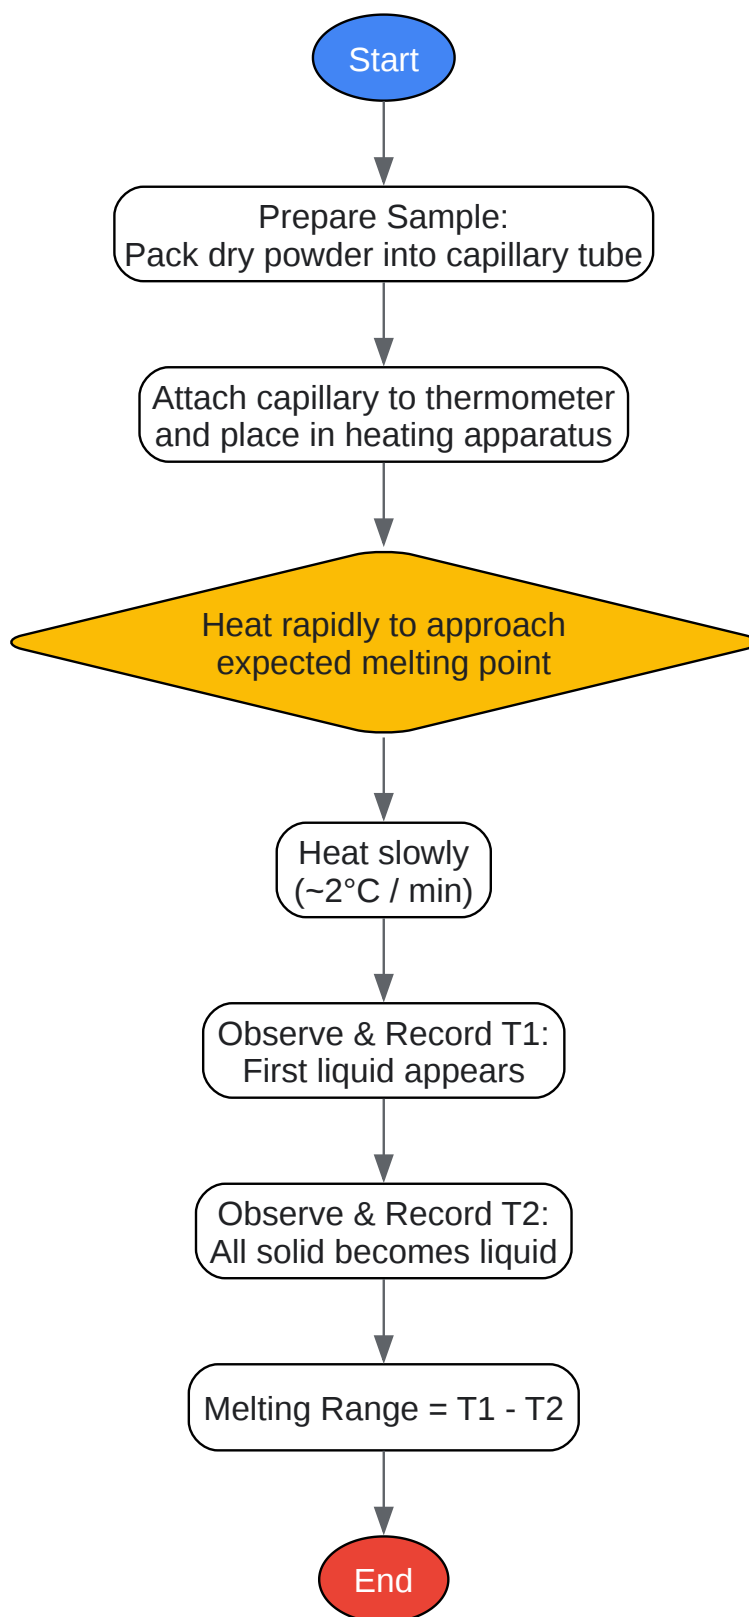 Start
Prepare Sample:
Pack dry powder into capillary tube
Attach capillary to thermometer
and place in heating apparatus
Heat rapidly to approach
expected melting point
Heat slowly
(~2°C / min)
Observe & Record T1:
First liquid appears
Observe & Record T2:
All solid becomes liquid
Melting Range = T1 - T2
End